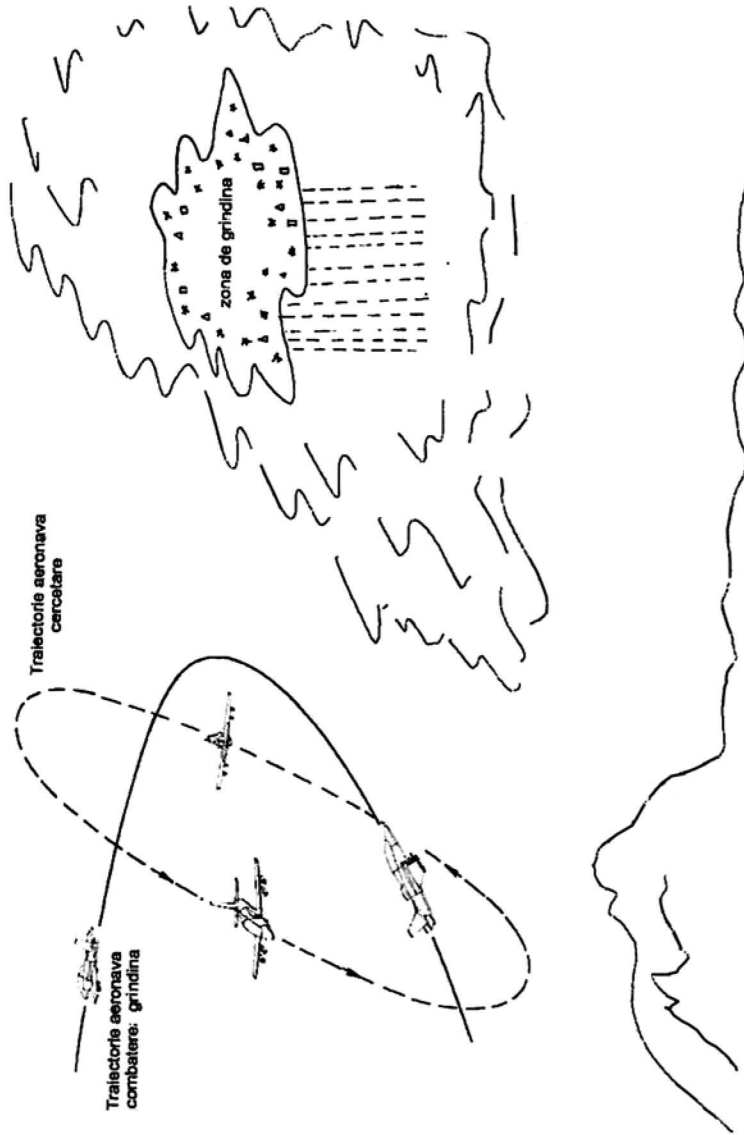 Traiectorie aeronava
combatere: grindina
Traiectorie aeronava
cercetare
zona de grindina